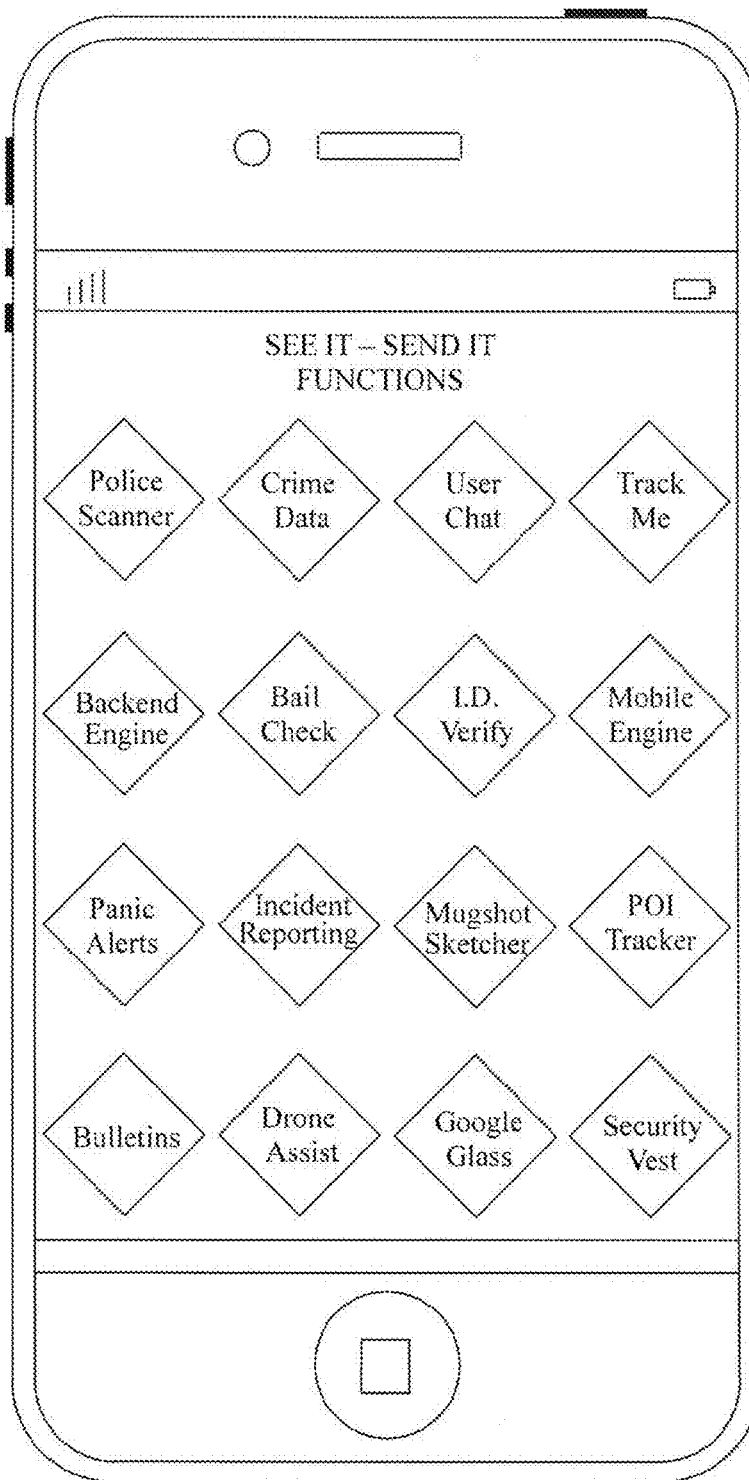 SEE IT – SEND IT
FUNCTIONS
Police
Scanner
Crime
Data
User
Chat
Track
Me
Backend
Engine
Bail
Check
I.D.
Verify
Mobile
Engine
Panic
Alerts
Incident
Reporting
Mugshot
Sketcher
POI
Tracker
Bulletins
Drone
Assist
Google
Glass
Security
Vest